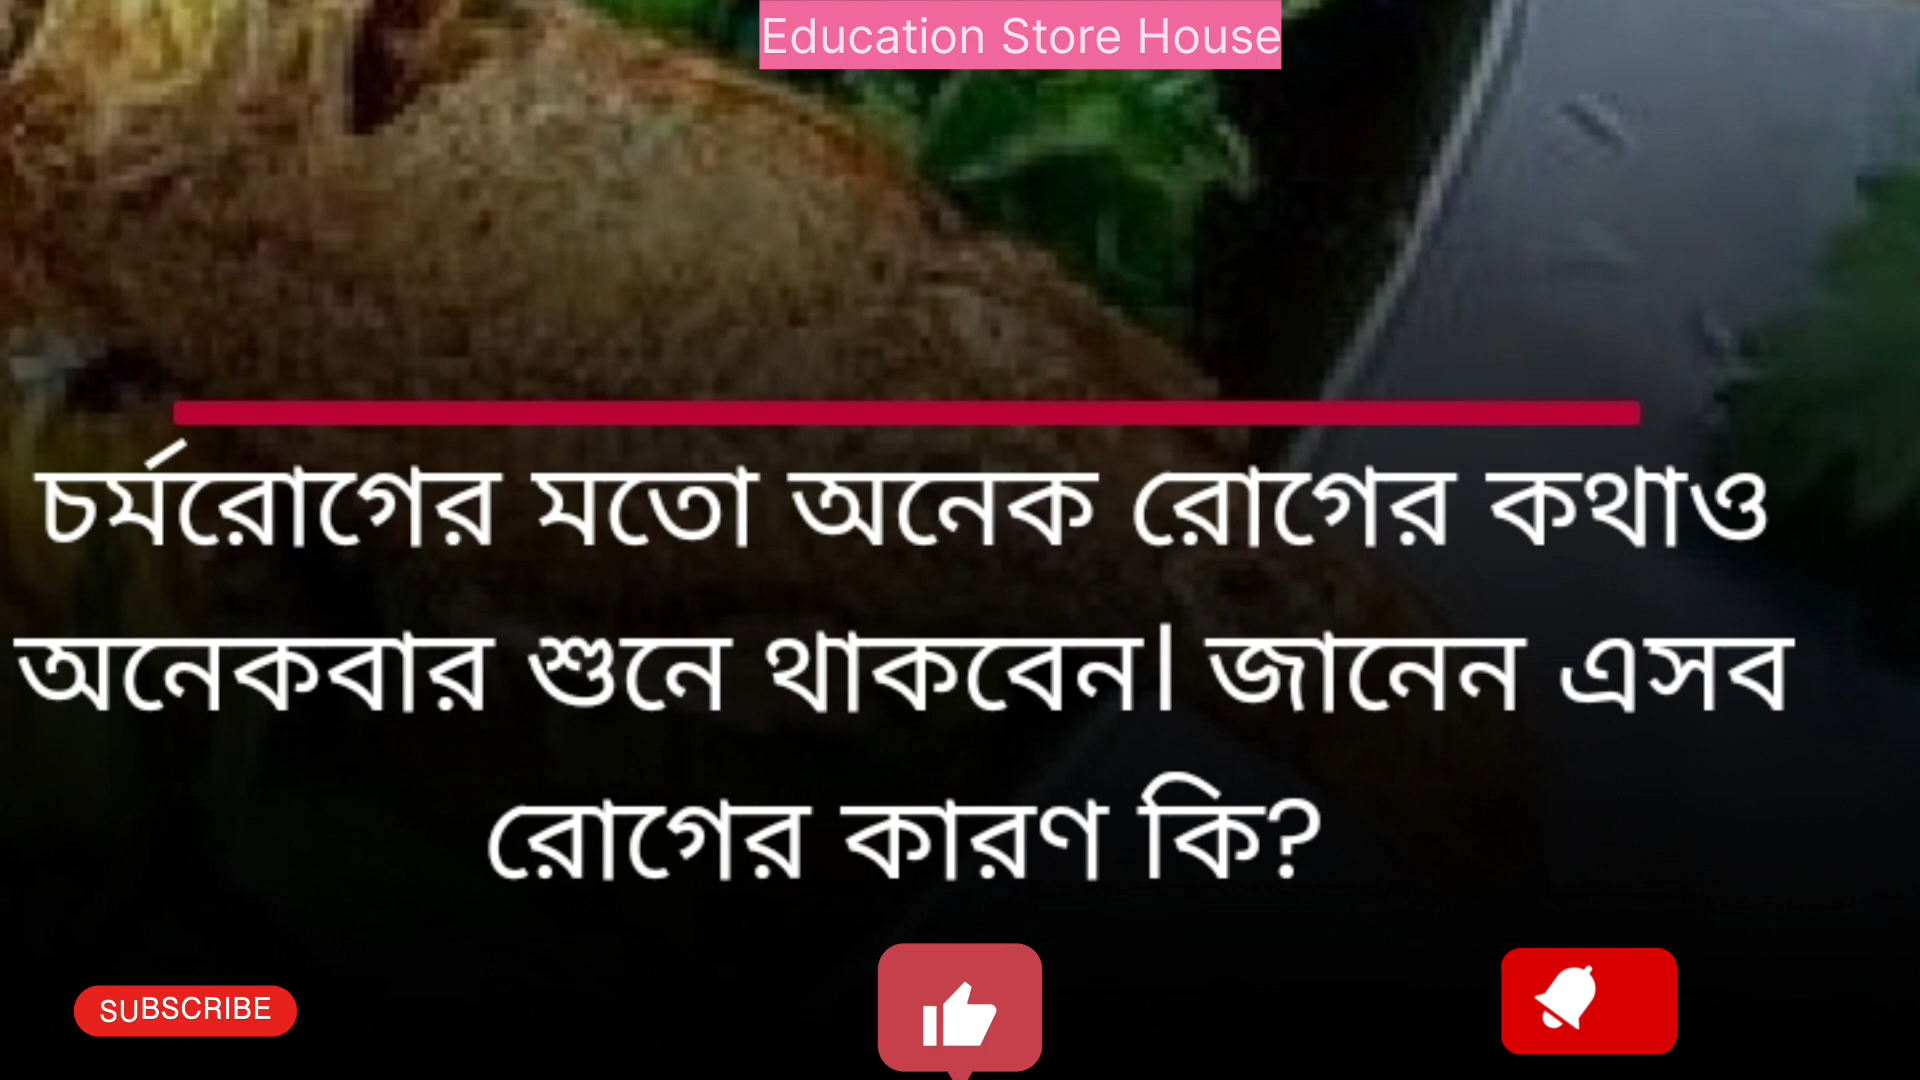 Education Store House
চর্মরোগের মতো অনেক রোগের কথাও
অনেকবার শুনে থাকবেন। জানেন এসব
রোগের কারণ কি?
SUBSCRIBE